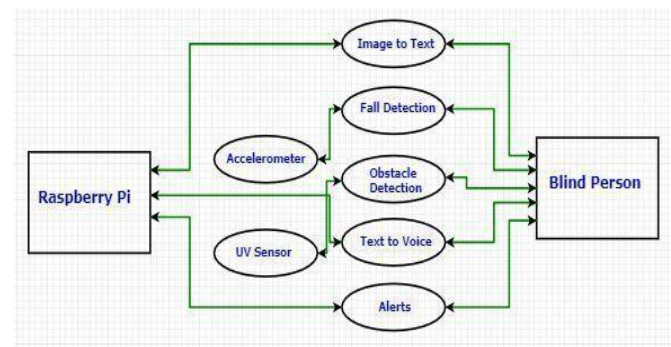 Image to Text
Fall Detection
Accelerometer
Obstacle
Detection
Raspberry Pi
Blind Person
UV Sensor
Text to Voice
Alerts